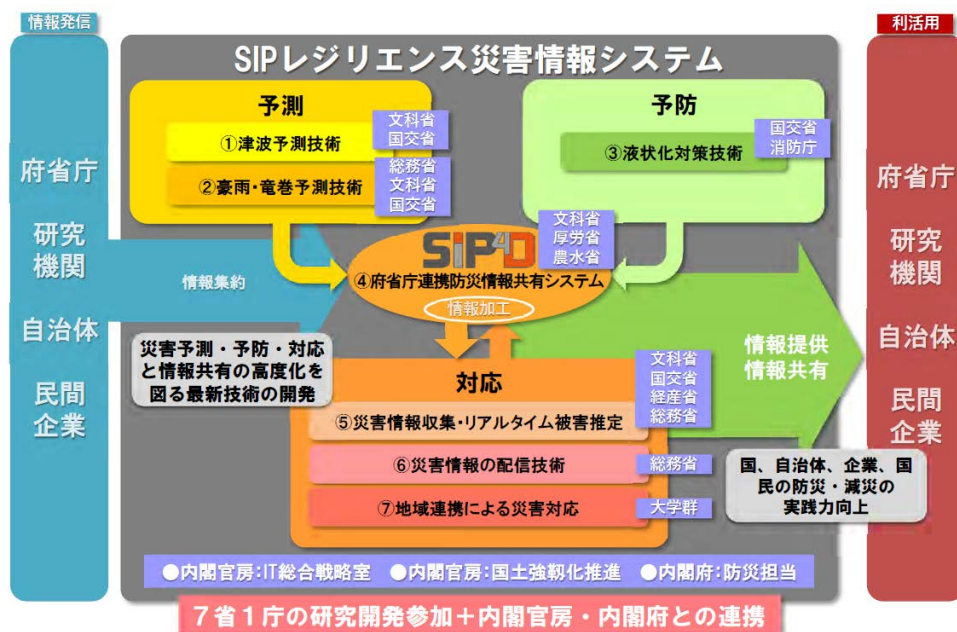 情報発信
利活用
SIPレジリエンス災害情報システム
府省庁
研究
機関
自治体
民間
企業
予測
①津波予測技術
文科省
国交省
②豪雨・竜巻予測技術
総務省
文科省
国交省
予防
③液状化対策技術
国交省
消防庁
情報集約
SIP4D
文科省
厚労省
農水省
④府省庁連携防災情報共有システム
情報加工
災害予測・予防・対応
と情報共有の高度化を
図る最新技術の開発
対応
⑤災害情報収集・リアルタイム被害推定
文科省
国交省
経産省
総務省
⑥災害情報の配信技術
総務省
⑦地域連携による災害対応
大学群
情報提供
情報共有
国、自治体、企業、国
民の防災・減災の
実践力向上
府省庁
研究
機関
自治体
民間
企業
●内閣官房:IT総合戦略室 ●内閣官房:国土強靭化推進 ●内閣府:防災担当
７省１庁の研究開発参加＋内閣官房・内閣府との連携